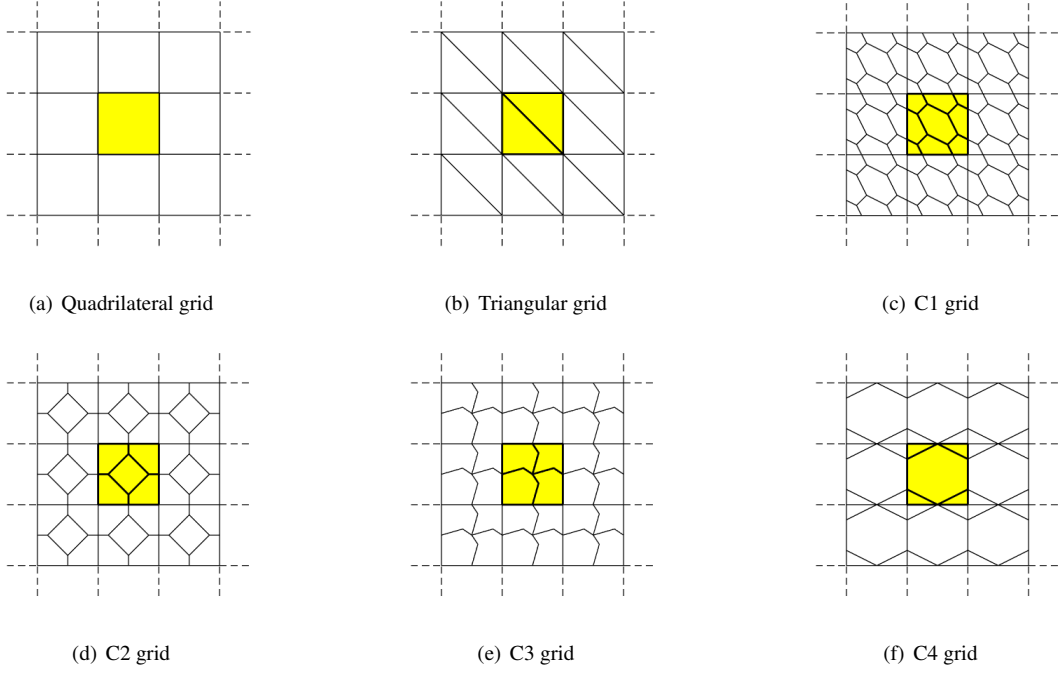 (a) Quadrilateral grid
(b) Triangular grid
(c) C1 grid
(d) C2 grid
(e) C3 grid
(f) C4 grid